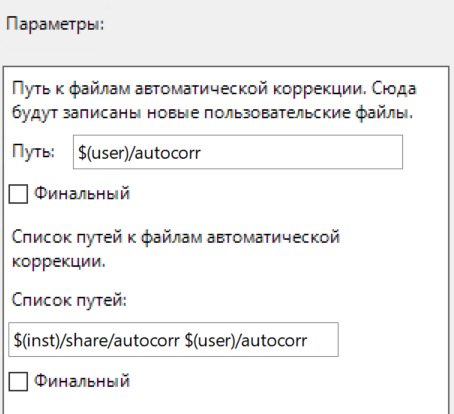 Параметры:
Путь к файлам автоматической коррекции. Сюда
будут записаны новые пользовательские файлы.
Путь: $(user)/autocorr
Финальный
Список путей к файлам автоматической
коррекции.
Список путей:
$(inst)/share/autocorr $(user)/autocorr
Финальный